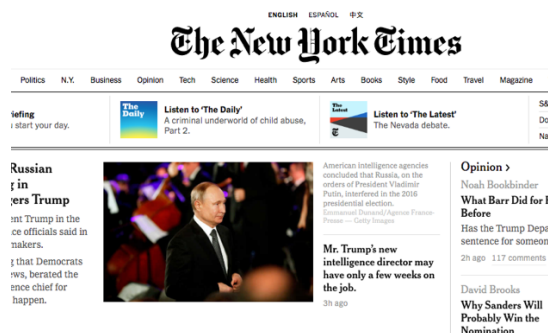 ENGLISH ESPAÑOL 中文
The New York Times
Politics N.Y. Business Opinion Tech Science Health Sports Arts Books Style Food Travel Magazine
iefing
start your day.
The Daily
Listen to ‘The Daily’
A criminal underworld of child abuse,
Part 2.
The Latest
Listen to ‘The Latest’
The Nevada debate.
S&
Do
Na
Russian
g in
gers Trump
ent Trump in the
ce officials said in
makers.
g that Democrats
ews, berated the
ence chief for
happen.
American intelligence agencies
concluded that Russia, on the
orders of President Vladimir
Putin, interfered in the 2016
presidential election.
Emmanuel Dunand/Agence France-
Presse — Getty Images
Mr. Trump’s new
intelligence director may
have only a few weeks on
the job.
3h ago
Opinion ›
Noah Bookbinder
What Barr Did for
Before
Has the Trump Depa
sentence for someon
2h ago 117 comments
David Brooks
Why Sanders Will
Probably Win the
Nomination